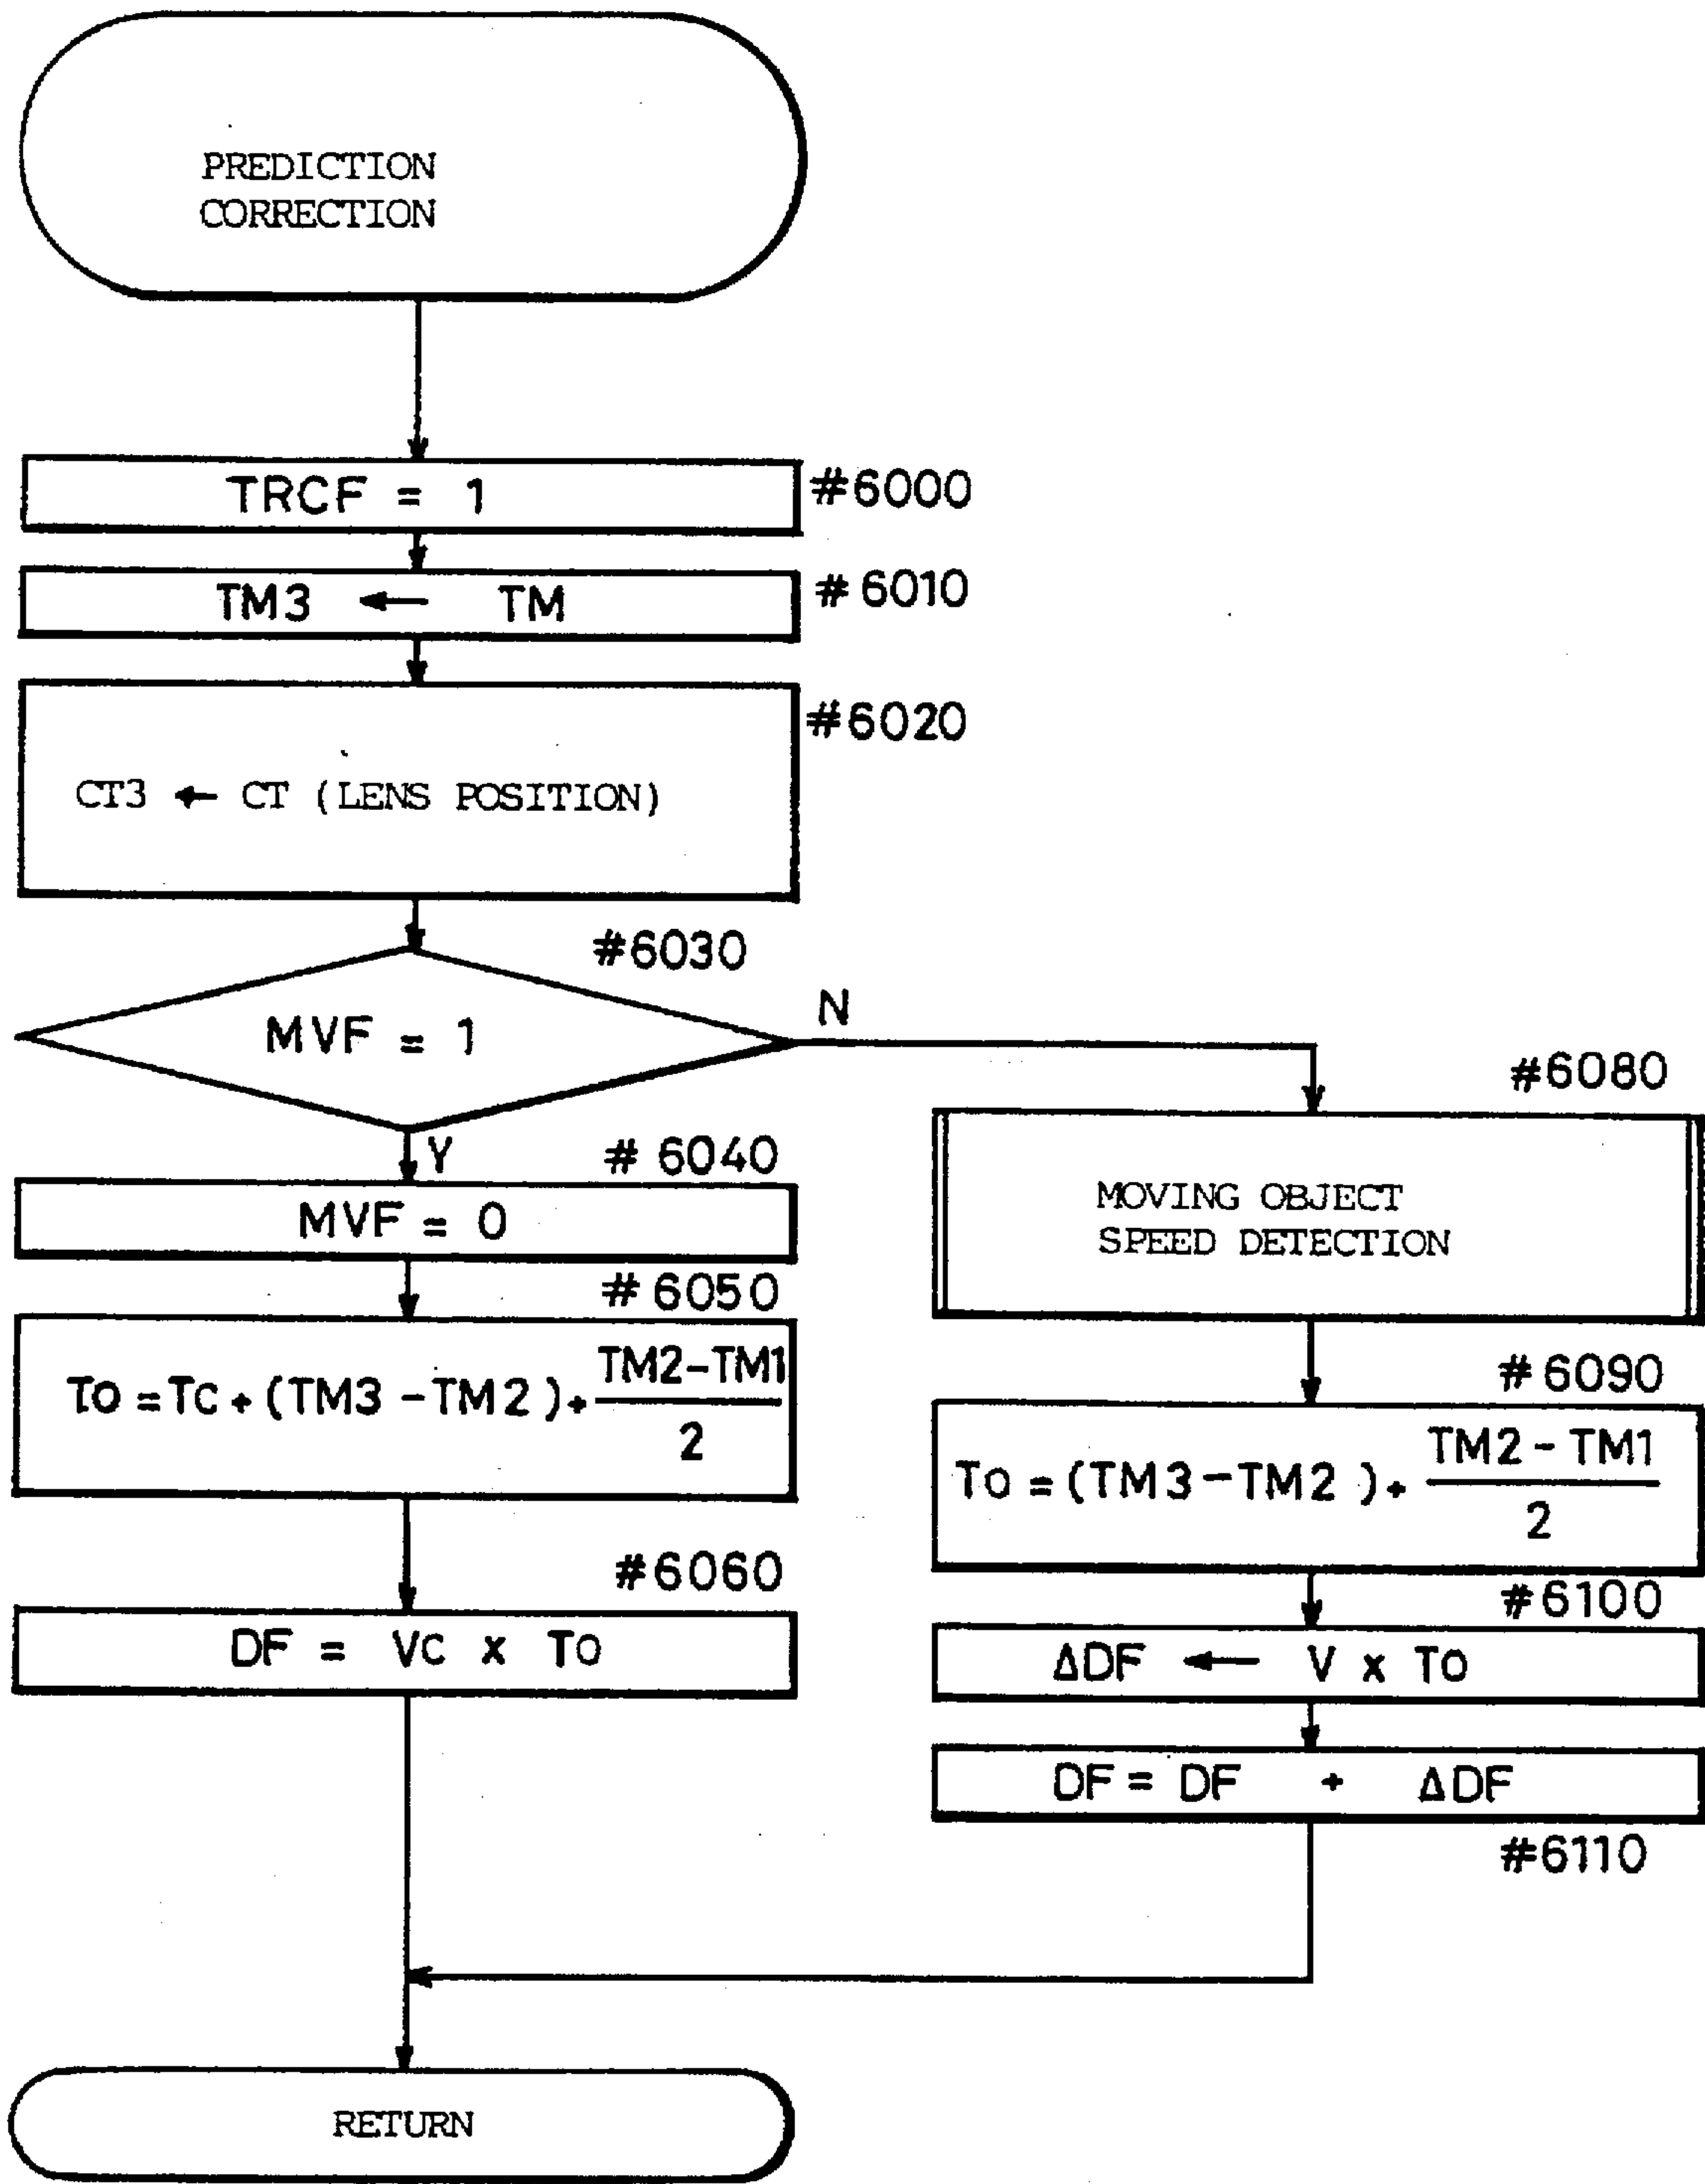 PREDICTION
CORRECTION
TRCF = 1
#6000
TM3 ← TM
#6010
#6020
CT3 ← CT (LENS POSITION)
#6030
MVF = 1
N
Y
#6040
MVF = 0
#6050
To = Tc + (TM3 - TM2) + TM2-TM1
2
#6060
DF = Vc x To
#6080
MOVING OBJECT
SPEED DETECTION
#6090
To = (TM3-TM2) + TM2 - TM1
2
#6100
ΔDF ← V x To
DF = DF + ΔDF
#6110
RETURN